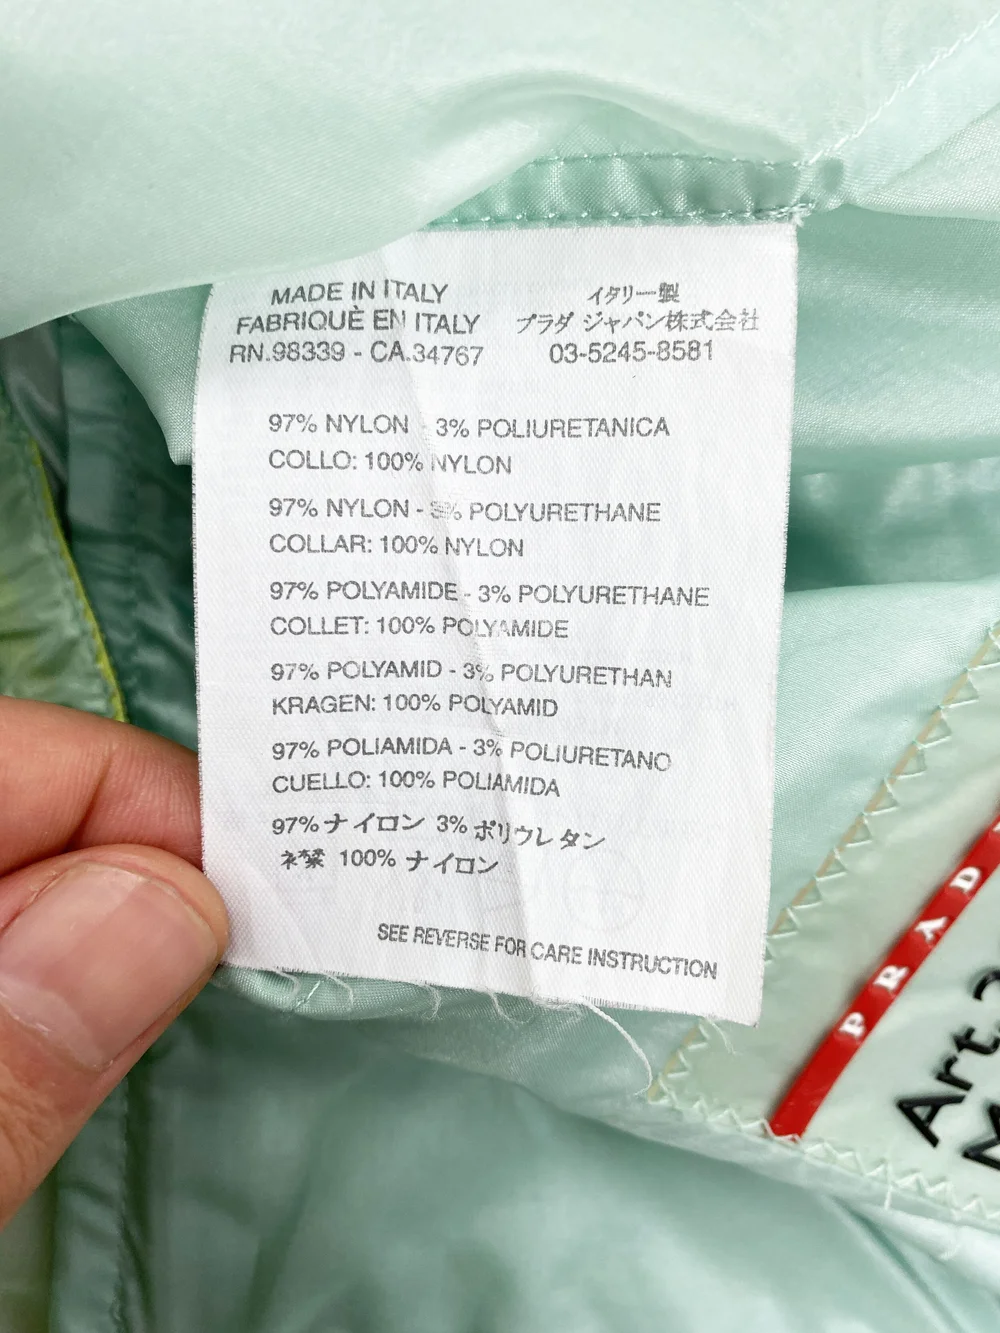 MADE IN ITALY
FABRIQUÈ EN ITALY
RN.98339 - CA.34767
イタリー製
プラダ ジャパン株式会社
03-5245-8581
97% NYLON - 3% POLIURETANICA
COLLO: 100% NYLON
97% NYLON - 3% POLYURETHANE
COLLAR: 100% NYLON
97% POLYAMIDE - 3% POLYURETHANE
COLLET: 100% POLYAMIDE
97% POLYAMID - 3% POLYURETHAN
KRAGEN: 100% POLYAMID
97% POLIAMIDA - 3% POLIURETANO
CUELLO: 100% POLIAMIDA
97% ナイロン 3% ポリウレタン
100% ナイロン
SEE REVERSE FOR CARE INSTRUCTION
PRAD
Art.